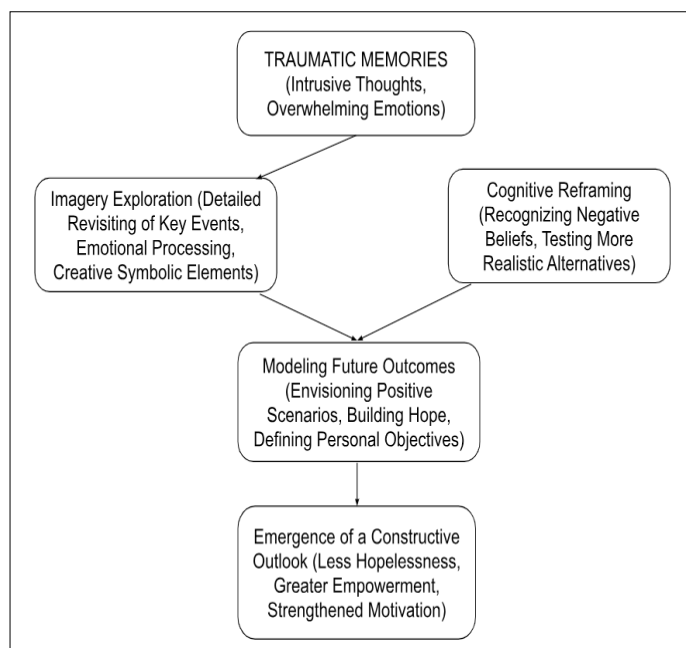 TRAUMATIC MEMORIES
(Intrusive Thoughts,
Overwhelming Emotions)
Imagery Exploration (Detailed
Revisiting of Key Events,
Emotional Processing,
Creative Symbolic Elements)
Cognitive Reframing
(Recognizing Negative
Beliefs, Testing More
Realistic Alternatives)
Modeling Future Outcomes
(Envisioning Positive
Scenarios, Building Hope,
Defining Personal Objectives)
Emergence of a Constructive
Outlook (Less Hopelessness,
Greater Empowerment,
Strengthened Motivation)